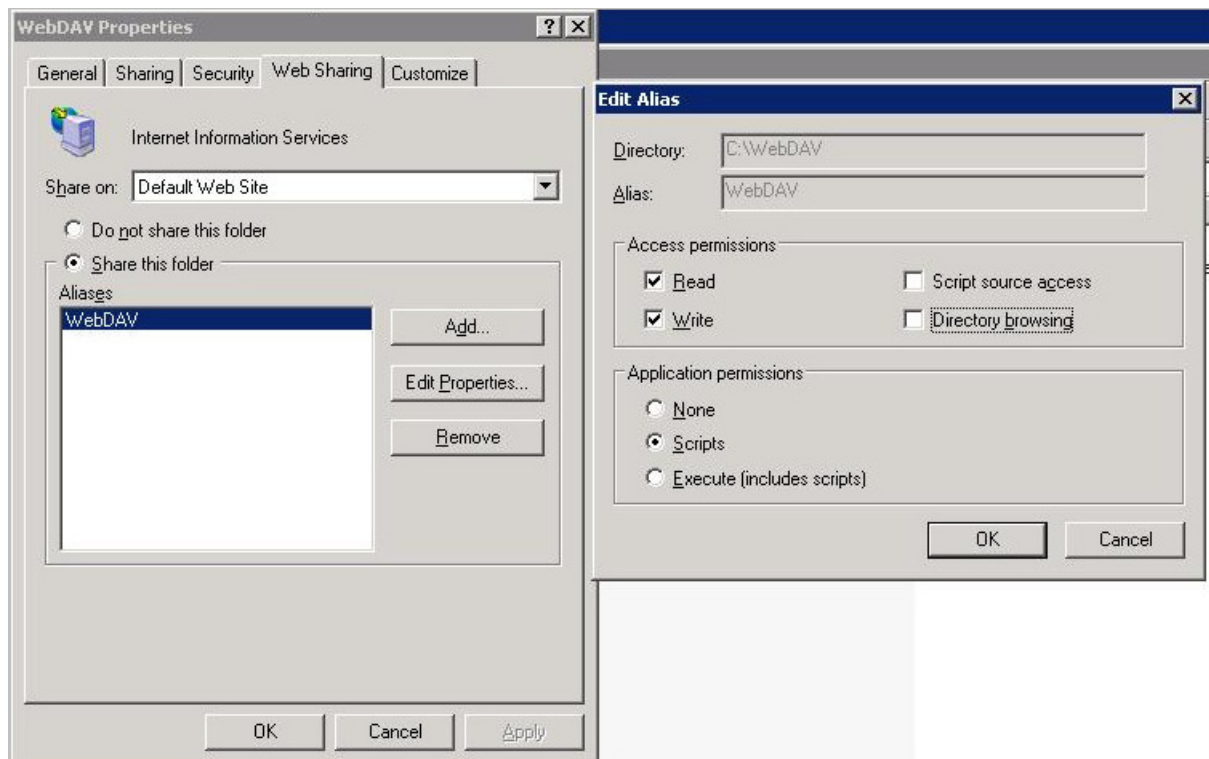 WebDAV Properties
General Sharing Security Web Sharing Customize
Internet Information Services
Share on: Default Web Site
Do not share this folder
Share this folder
Aliases
WebDAV
Add...
Edit Properties...
Remove
OK Cancel Apply
Edit Alias
Directory: C:\WebDAV
Alias: WebDAV
Access permissions
Read Script source access
Write Directory browsing
Application permissions
None
Scripts
Execute (includes scripts)
OK Cancel